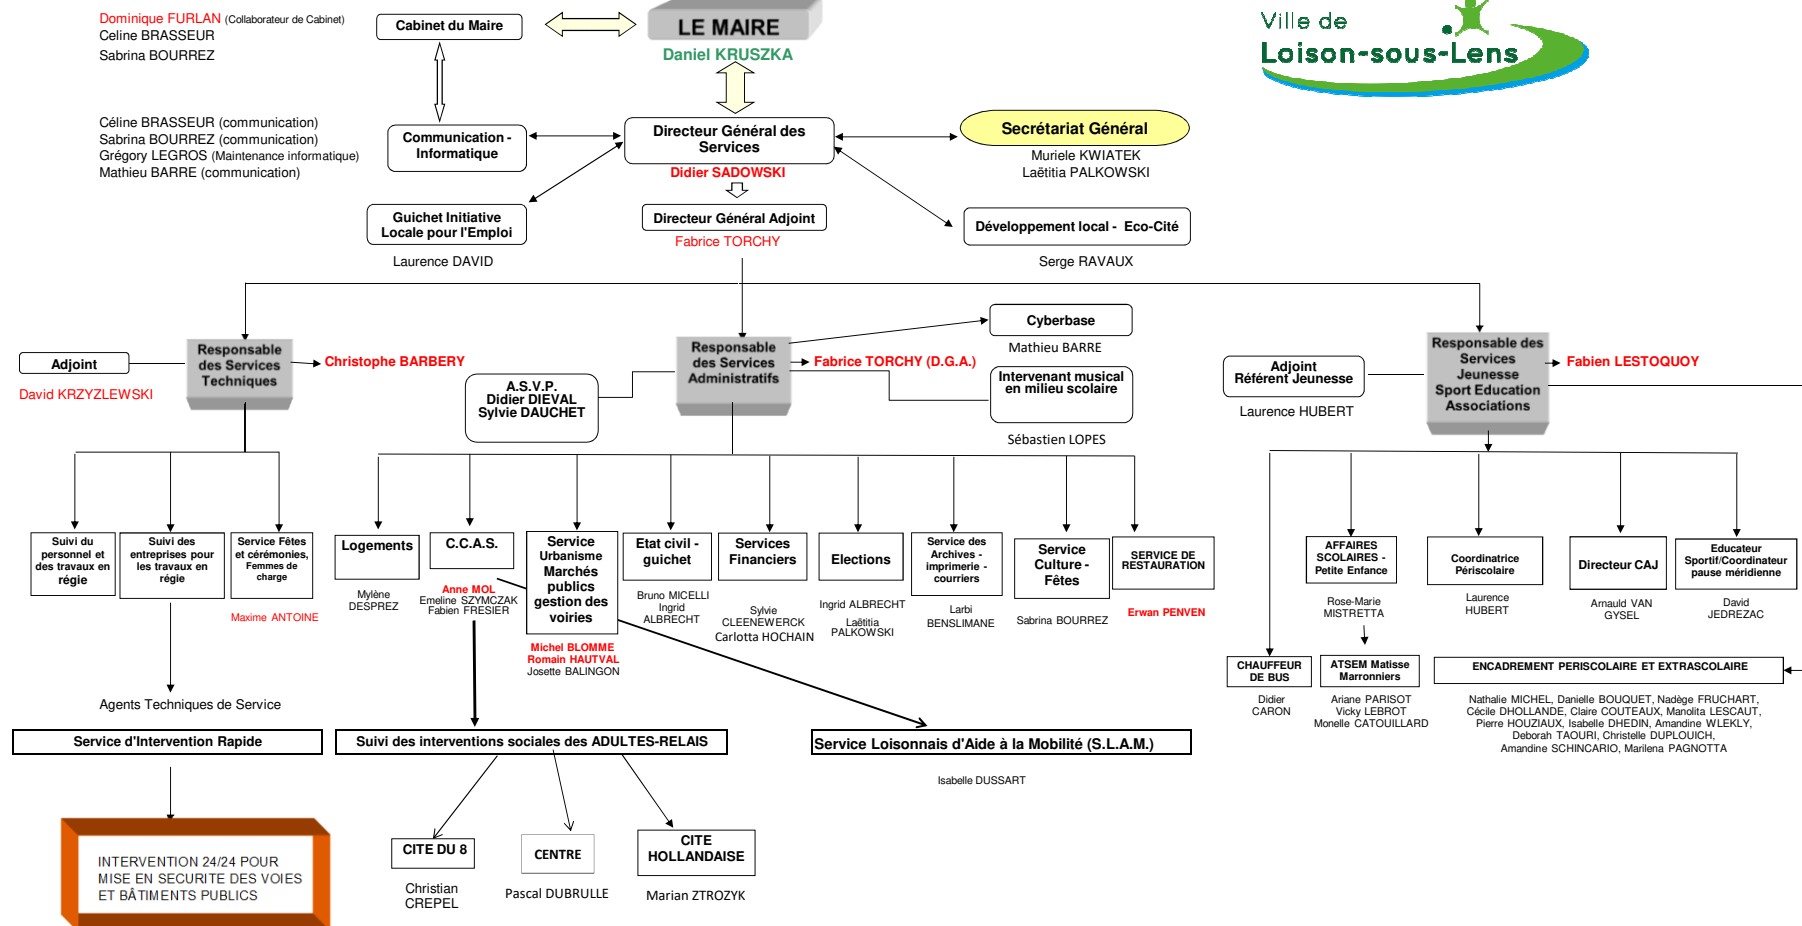 Dominique FURLAN (Collaborateur de Cabinet)
Celine BRASSEUR
Sabrina BOURREZ
Cabinet du Maire
LE MAIRE
Daniel KRUSZKA
Ville de
Loison-sous-Lens
Céline BRASSEUR (communication)
Sabrina BOURREZ (communication)
Grégory LEGROS (Maintenance informatique)
Mathieu BARRE (communication)
Communication -
Informatique
Directeur Général des
Services
Didier SADOWSKI
Secrétariat Général
Muriele KWIATEK
Laëtitia PALKOWSKI
Guichet Initiative
Locale pour l'Emploi
Laurence DAVID
Directeur Général Adjoint
Fabrice TORCHY
Développement local - Eco-Cité
Serge RAVAUX
Adjoint
David KRZYZLEWSKI
Responsable
des Services
Techniques
Christophe BARBERY
A.S.V.P.
Didier DIEVAL
Sylvie DAUCHET
Responsable
des Services
Administratifs
Fabrice TORCHY (D.G.A.)
Cyberbase
Mathieu BARRE
Intervenant musical
en milieu scolaire
Sébastien LOPES
Adjoint
Référent Jeunesse
Laurence HUBERT
Responsable des
Services
Jeunesse
Sport Education
Associations
Fabien LESTOQUOY
Suivi du
personnel et
des travaux en
régie
Suivi des
entreprises pour
les travaux en
régie
Service Fêtes
et cérémonies,
Femmes de
charge
Maxime ANTOINE
Logements
Mylène
DESPREZ
C.C.A.S.
Anne MOL
Emeline SZYMCZAK
Fabien FRESIER
Service
Urbanisme
Marchés
publics
gestion des
voiries
Michel BLOMME
Romain HAUTVAL
Josette BALINGON
Etat civil -
guichet
Bruno MICELLI
Ingrid
ALBRECHT
Services
Financiers
Sylvie
CLEENEWERCK
Carlotta HOCHAIN
Elections
Ingrid ALBRECHT
Laëtitia
PALKOWSKI
Service des
Archives -
imprimerie -
courriers
Larbi
BENSLIMANE
Service
Culture -
Fêtes
Sabrina BOURREZ
SERVICE DE
RESTAURATION
Erwan PENVEN
AFFAIRES
SCOLAIRES -
Petite Enfance
Rose-Marie
MISTRETTA
Coordinatrice
Périscolaire
Laurence
HUBERT
Directeur CAJ
Arnauld VAN
GYSEL
Educateur
Sportif/Coordinateur
pause méridienne
David
JEDREZAC
CHAUFFEUR
DE BUS
Didier
CARON
ATSEM Matisse
Marronniers
Ariane PARISOT
Vicky LEBROT
Monelle CATOUILLARD
ENCADREMENT PERISCOLAIRE ET EXTRASCOLAIRE
Nathalie MICHEL, Danielle BOUQUET, Nadège FRUCHART,
Cécile DHOLLANDE, Claire COUTEAUX, Manolita LESCAUT,
Pierre HOUZIAUX, Isabelle DHEDIN, Amandine WLEKLY,
Deborah TAOURI, Christelle DUPLOUICH,
Amandine SCHINCARIO, Marilena PAGNOTTA
Agents Techniques de Service
Service d'Intervention Rapide
Suivi des interventions sociales des ADULTES-RELAIS
Service Loisonnais d'Aide à la Mobilité (S.L.A.M.)
Isabelle DUSSART
INTERVENTION 24/24 POUR
MISE EN SECURITE DES VOIES
ET BÂTIMENTS PUBLICS
CITE DU 8
Christian
CREPEL
CENTRE
Pascal DUBRULLE
CITE
HOLLANDAISE
Marian ZTROZYK